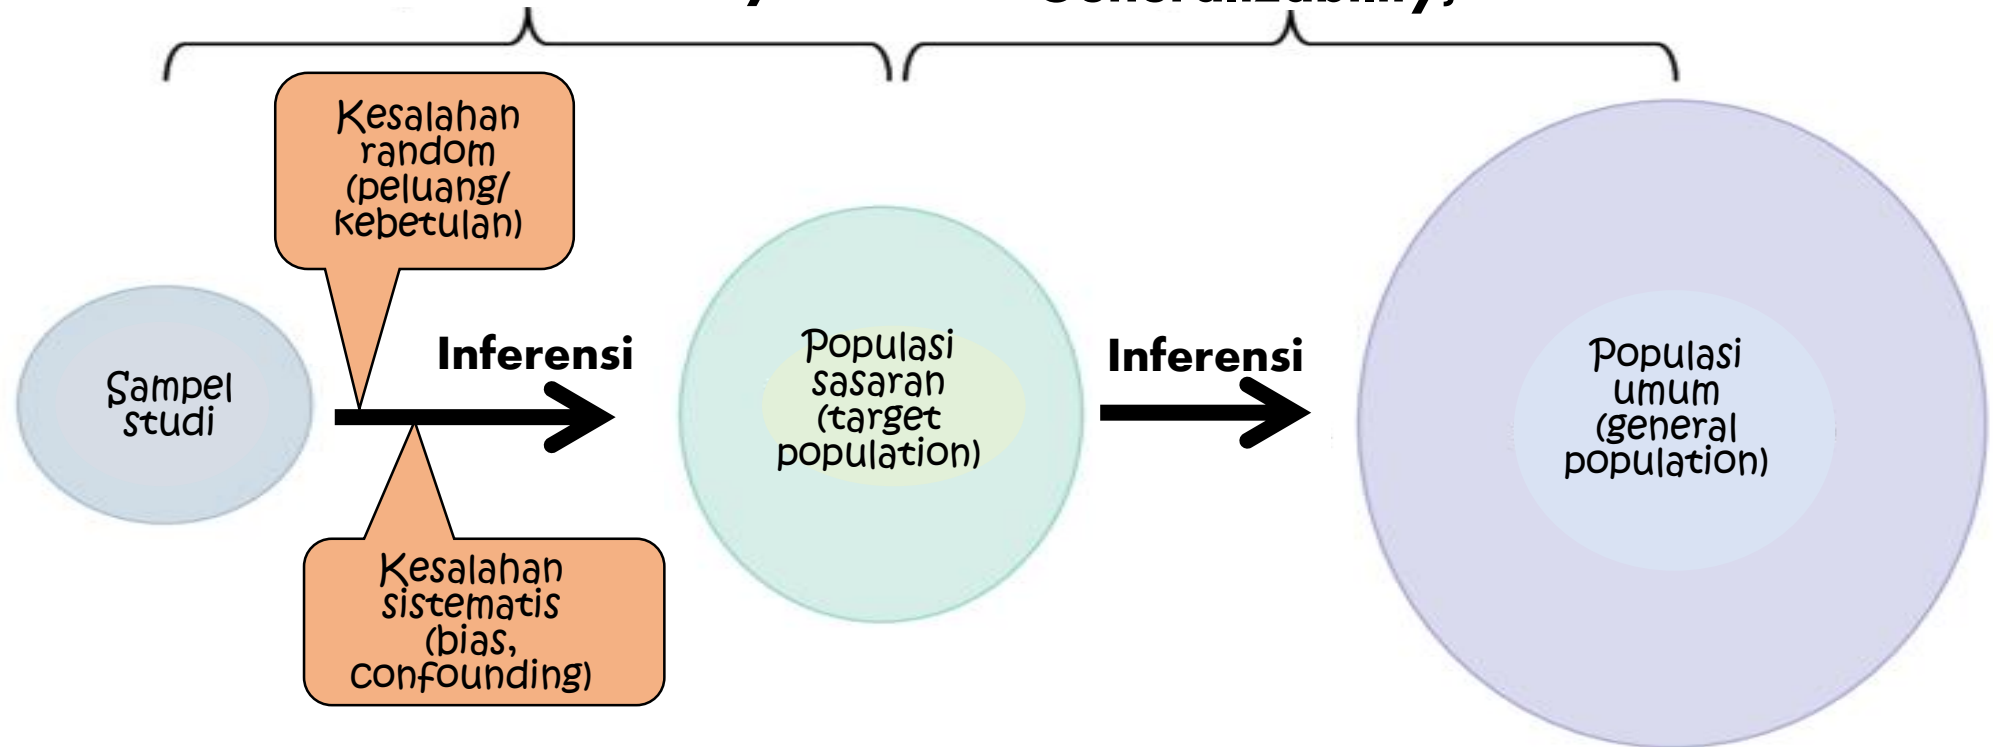 Kesalahan
random
(peluang/
kebetulan)
Inferensi
Sampel
studi
Kesalahan
sistematis
(bias,
confounding)
Populasi
sasaran
(target
population)
Inferensi
Populasi
umum
(general
population)